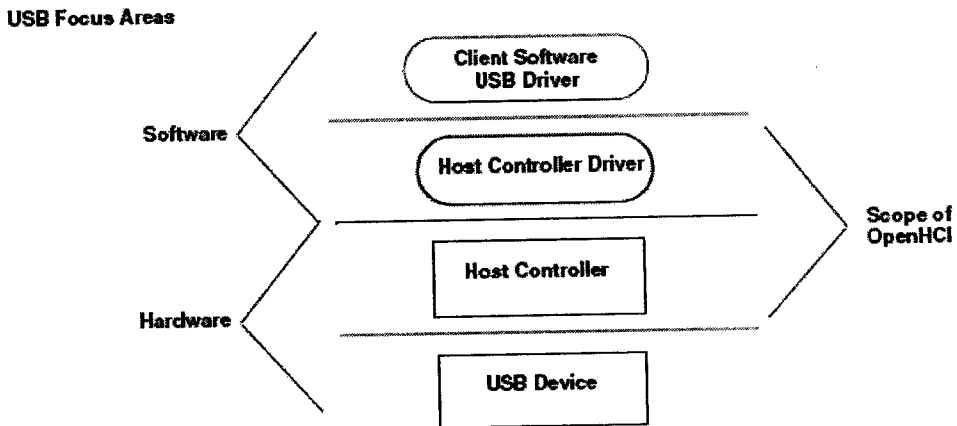 USB Focus Areas
Client Software
USB Driver
Software
Host Controller Driver
Scope of
OpenHCI
Host Controller
Hardware
USB Device